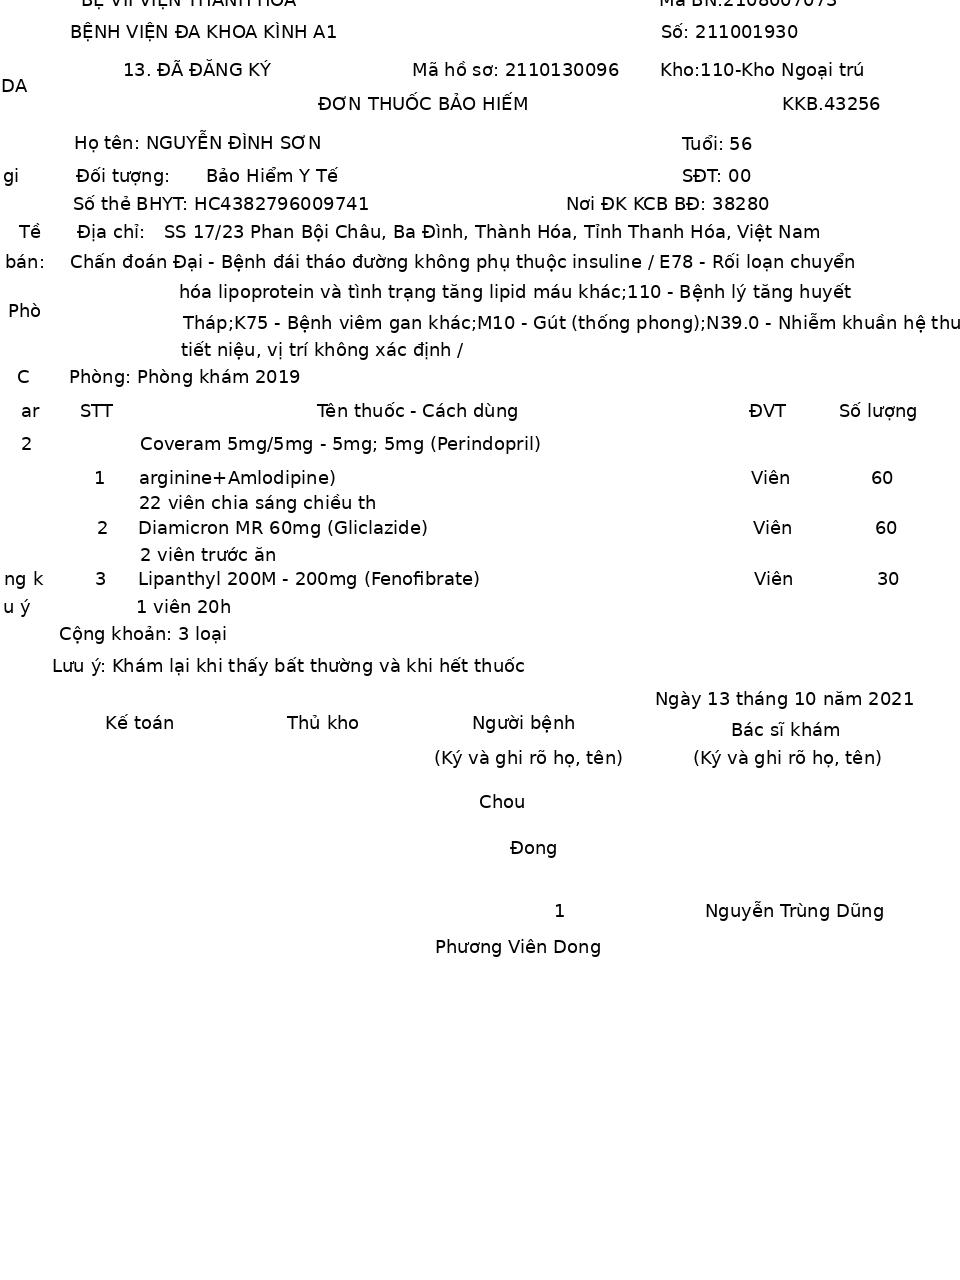 BỆ VII VIỆN THANH HÓA Mã BN:2108007073
BỆNH VIỆN ĐA KHOA KÌNH A1 Số: 211001930
13. ĐÃ ĐĂNG KÝ Mã hồ sơ: 2110130096 Kho:110-Kho Ngoại trú
DA
ĐƠN THUỐC BẢO HIẾM KKB.43256
Họ tên: NGUYỄN ĐÌNH SƠN Tuổi: 56
gi Đối tượng: Bảo Hiểm Y Tế SĐT: 00
Số thẻ BHYT: HC4382796009741 Nơi ĐK KCB BĐ: 38280
Tề Địa chỉ: SS 17/23 Phan Bội Châu, Ba Đình, Thành Hóa, Tỉnh Thanh Hóa, Việt Nam
bán: Chấn đoán Đại - Bệnh đái tháo đường không phụ thuộc insuline / E78 - Rối loạn chuyển
hóa lipoprotein và tình trạng tăng lipid máu khác;110 - Bệnh lý tăng huyết
Phò
Tháp;K75 - Bệnh viêm gan khác;M10 - Gút (thống phong);N39.0 - Nhiễm khuẩn hệ thu
tiết niệu, vị trí không xác định /
C Phòng: Phòng khám 2019
ar STT Tên thuốc - Cách dùng ĐVT Số lượng
2 Coveram 5mg/5mg - 5mg; 5mg (Perindopril)
1 arginine+Amlodipine) Viên 60
22 viên chia sáng chiều th
2 Diamicron MR 60mg (Gliclazide) Viên 60
2 viên trước ăn
ng k 3 Lipanthyl 200M - 200mg (Fenofibrate) Viên 30
u ý 1 viên 20h
Cộng khoản: 3 loại
Lưu ý: Khám lại khi thấy bất thường và khi hết thuốc
Ngày 13 tháng 10 năm 2021
Kế toán Thủ kho Người bệnh Bác sĩ khám
(Ký và ghi rõ họ, tên) (Ký và ghi rõ họ, tên)
Chou
Đong
1 Nguyễn Trùng Dũng
Phương Viên Dong